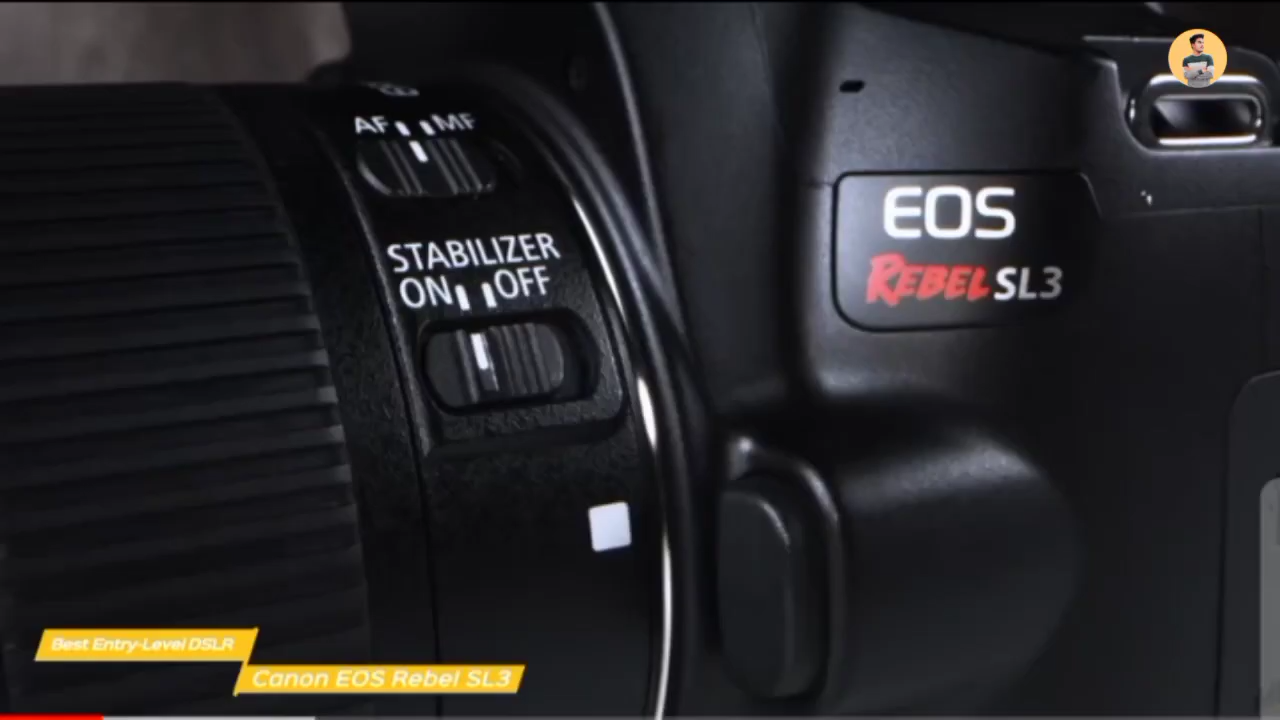 AF MF
STABILIZER
ON OFF
EOS
REBEL SL3
Best Entry-Level DSLR
Canon EOS Rebel SL3